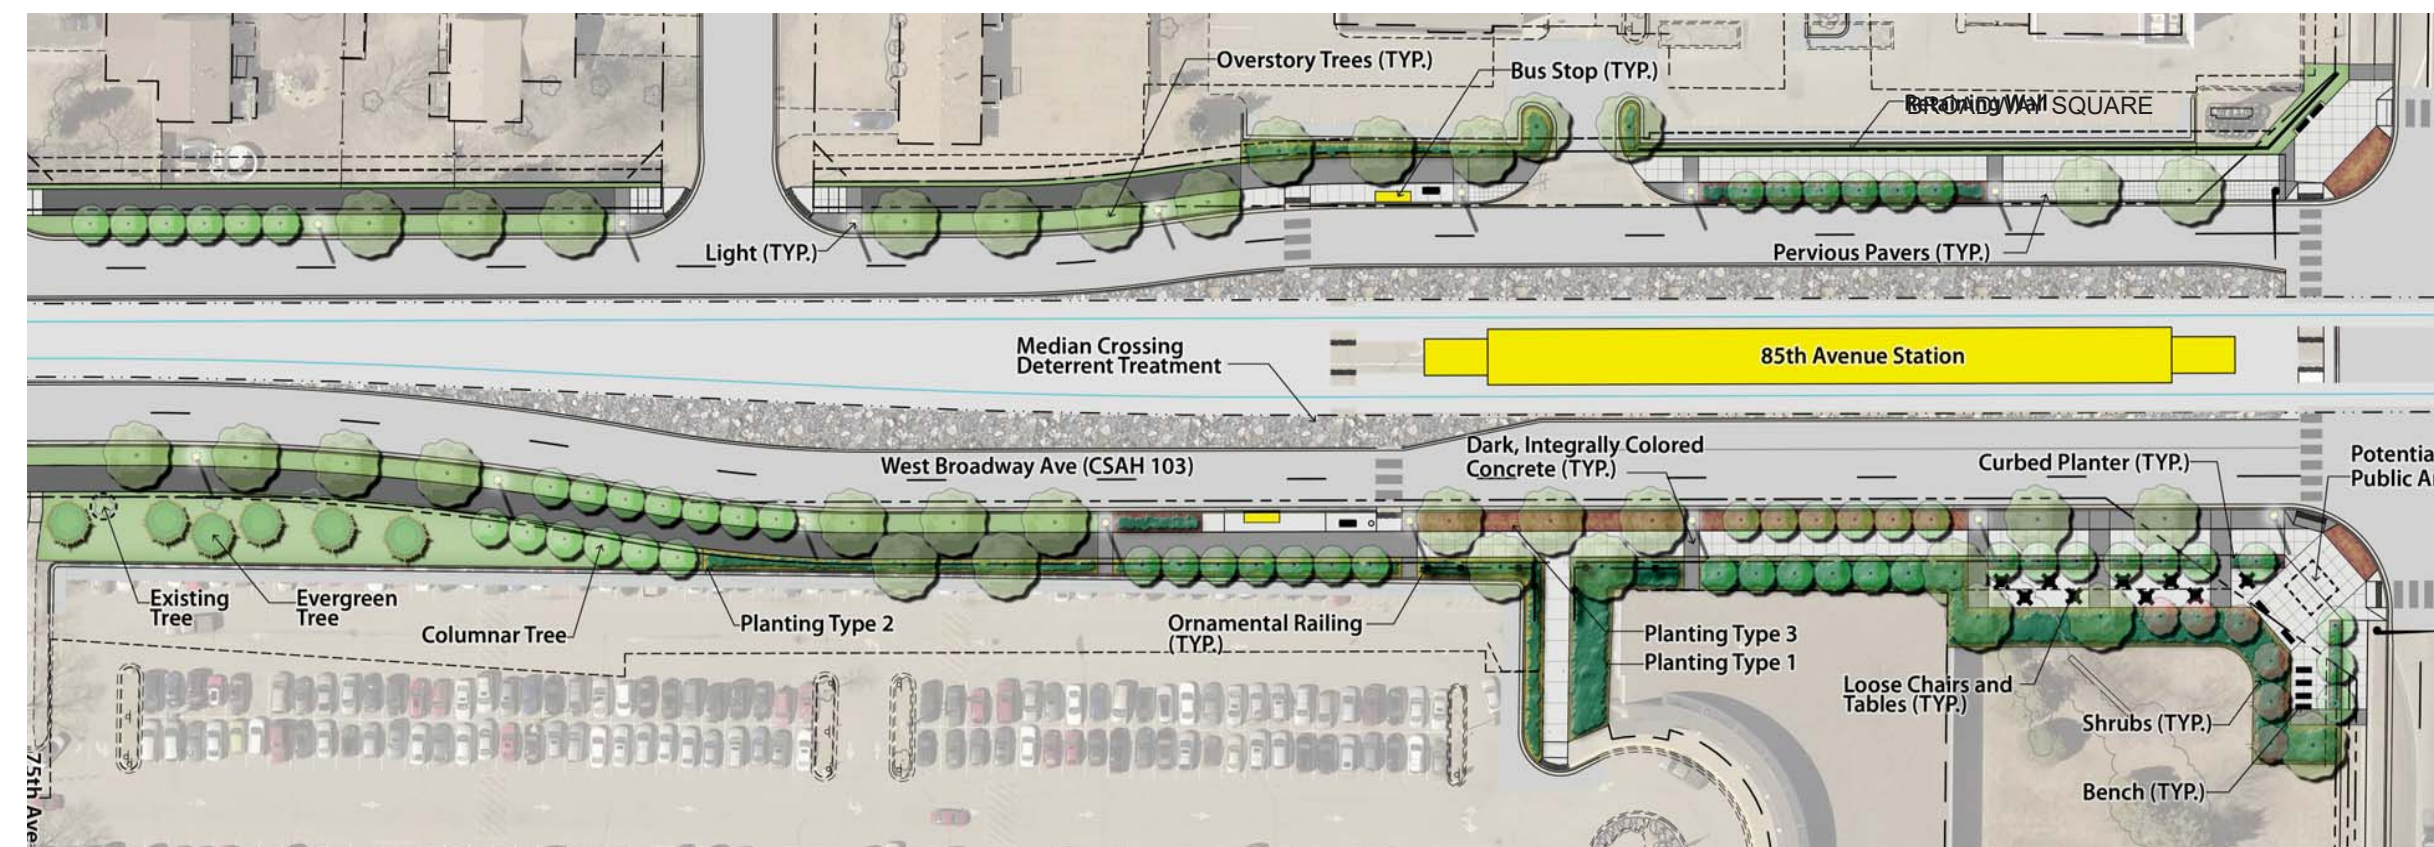 Overstory Trees (TYP.)
Bus Stop (TYP.)
Retaining Wall
BROADWAY SQUARE
Light (TYP.)
Pervious Pavers (TYP.)
Median Crossing
Deterrent Treatment
85th Avenue Station
West Broadway Ave (CSAH 103)
Dark, Integrally Colored
Concrete (TYP.)
Curbed Planter (TYP.)
Potentia
Public A
Existing
Tree
Evergreen
Tree
Columnar Tree
Planting Type 2
Ornamental Railing
(TYP.)
Planting Type 3
Planting Type 1
Loose Chairs and
Tables (TYP.)
Shrubs (TYP.)
Bench (TYP.)
75th Ave